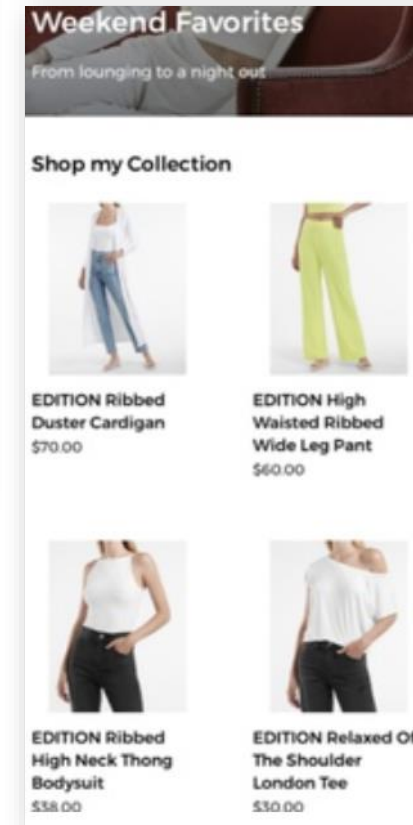 Weekend Favorites
From lounging to a night out
Shop my Collection
EDITION Ribbed
Duster Cardigan
$70.00
EDITION High
Waisted Ribbed
Wide Leg Pant
$60.00
EDITION Ribbed
High Neck Thong
Bodysuit
$38.00
EDITION Relaxed Of
The Shoulder
London Tee
$30.00